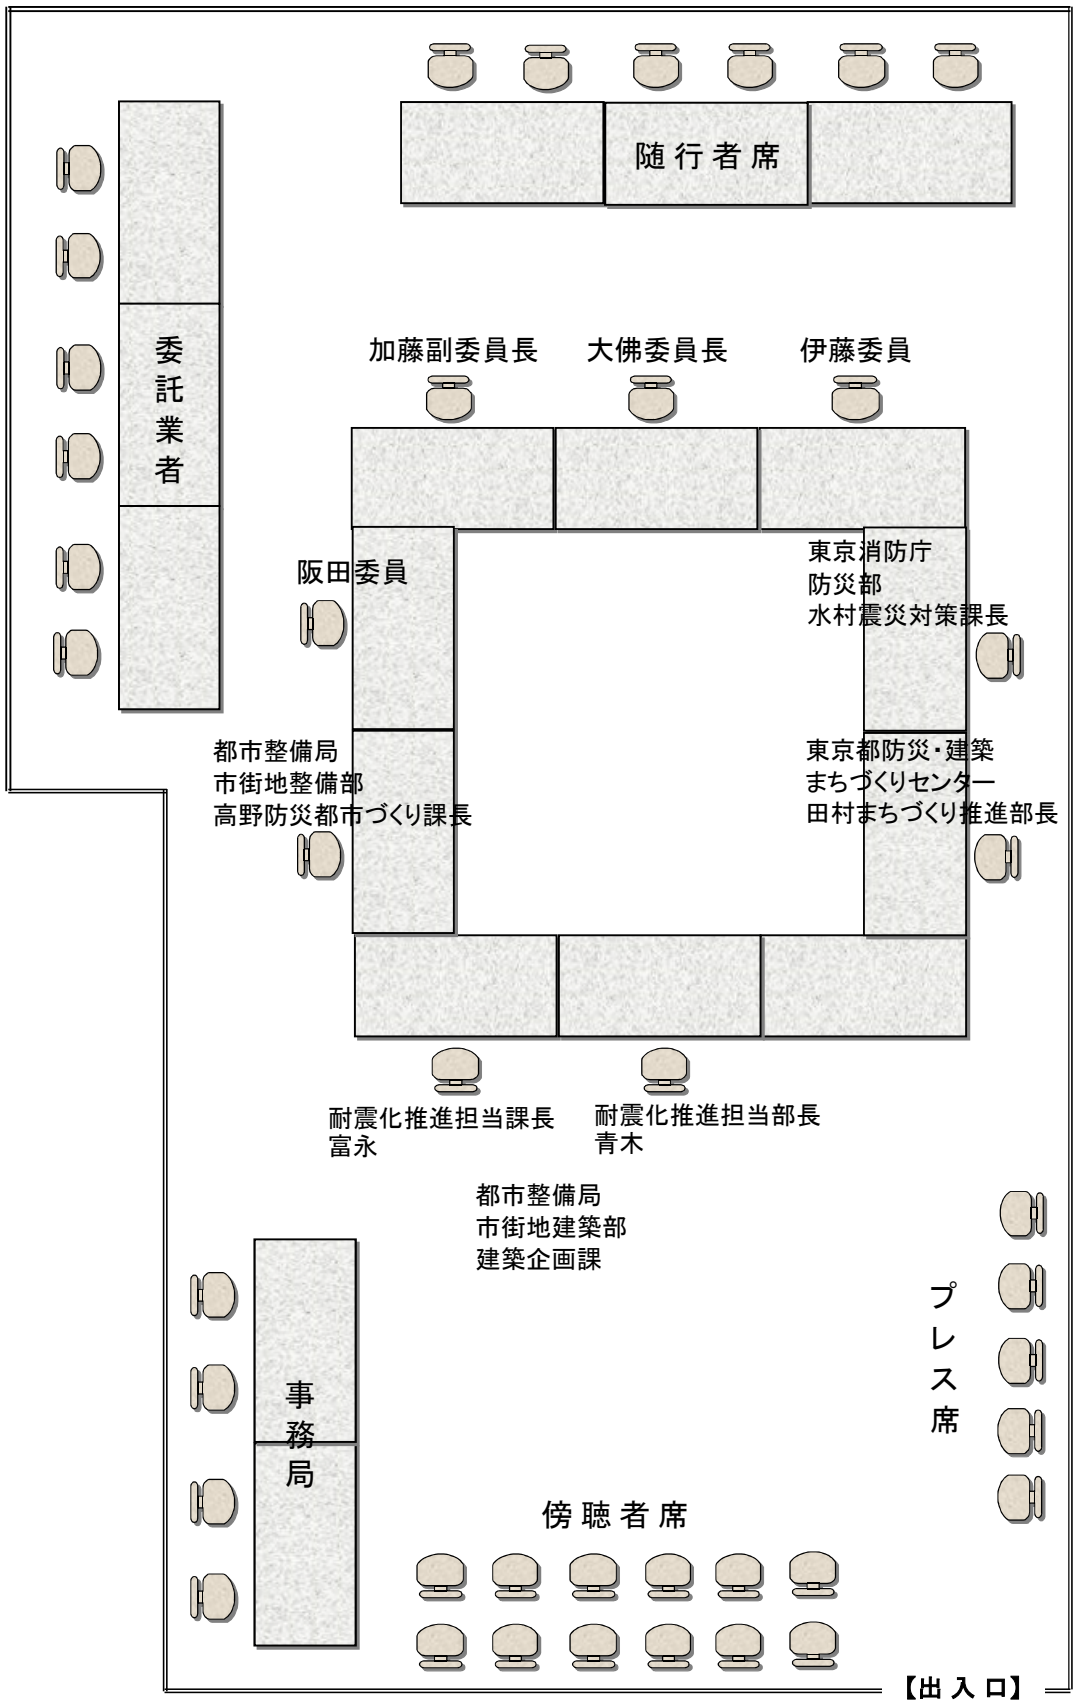 随行者席
委託業者
加藤副委員長
大佛委員長
伊藤委員
阪田委員
東京消防庁
防災部
水村震災対策課長
都市整備局
市街地整備部
高野防災都市づくり課長
東京都防災・建築
まちづくりセンター
田村まちづくり推進部長
耐震化推進担当課長
富永
耐震化推進担当部長
青木
都市整備局
市街地建築部
建築企画課
プレス席
事務局
傍聴者席
【出入口】